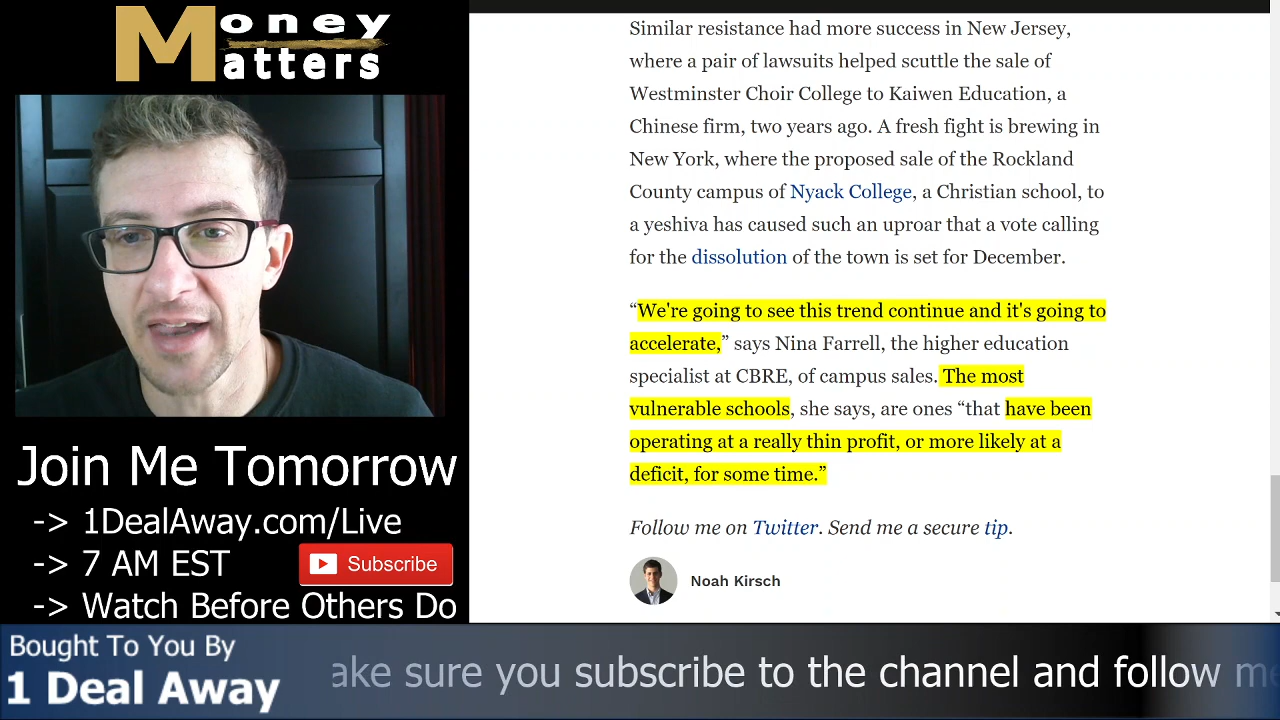 Money
Matters
Join Me Tomorrow
-> 1DealAway.com/Live
-> 7 AM EST
Subscribe
-> Watch Before Others Do
Similar resistance had more success in New Jersey,
where a pair of lawsuits helped scuttle the sale of
Westminster Choir College to Kaiwen Education, a
Chinese firm, two years ago. A fresh fight is brewing in
New York, where the proposed sale of the Rockland
County campus of Nyack College, a Christian school, to
a yeshiva has caused such an uproar that a vote calling
for the dissolution of the town is set for December.
“We're going to see this trend continue and it's going to
accelerate,” says Nina Farrell, the higher education
specialist at CBRE, of campus sales. The most
vulnerable schools, she says, are ones “that have been
operating at a really thin profit, or more likely at a
deficit, for some time.”
Follow me on Twitter. Send me a secure tip.
Noah Kirsch
Bought To You By
1 Deal Away
ake sure you subscribe to the channel and follow me